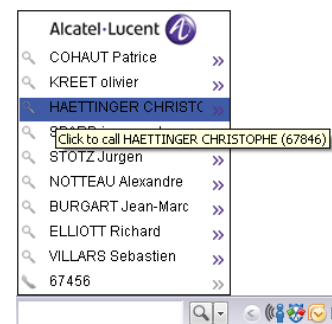 Alcatel·Lucent
COHAUT Patrice
KREET olivier
HAETTINGER CHRISTC
Click to call HAETTINGER CHRISTOPHE (67846)
STOTZ Jurgen
NOTTEAU Alexandre
BURGART Jean-Marc
ELLIOTT Richard
VILLARS Sebastien
67456